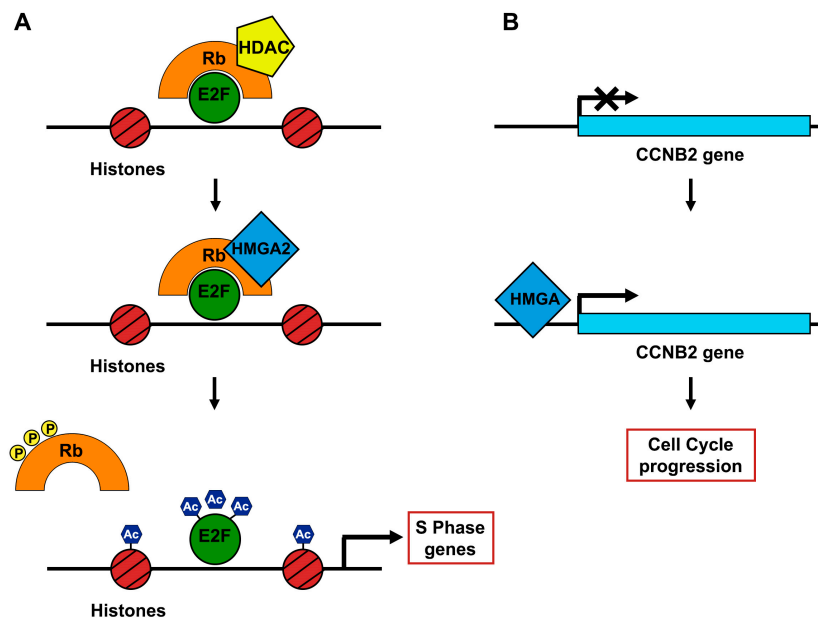 A
HDAC
Rb
E2F
Histones
HMGA2
Rb
E2F
Histones
P
P
P
Rb
Ac
Ac
Ac
Ac
Ac
E2F
S Phase
genes
Histones
B
CCNB2 gene
HMGA
CCNB2 gene
Cell Cycle
progression